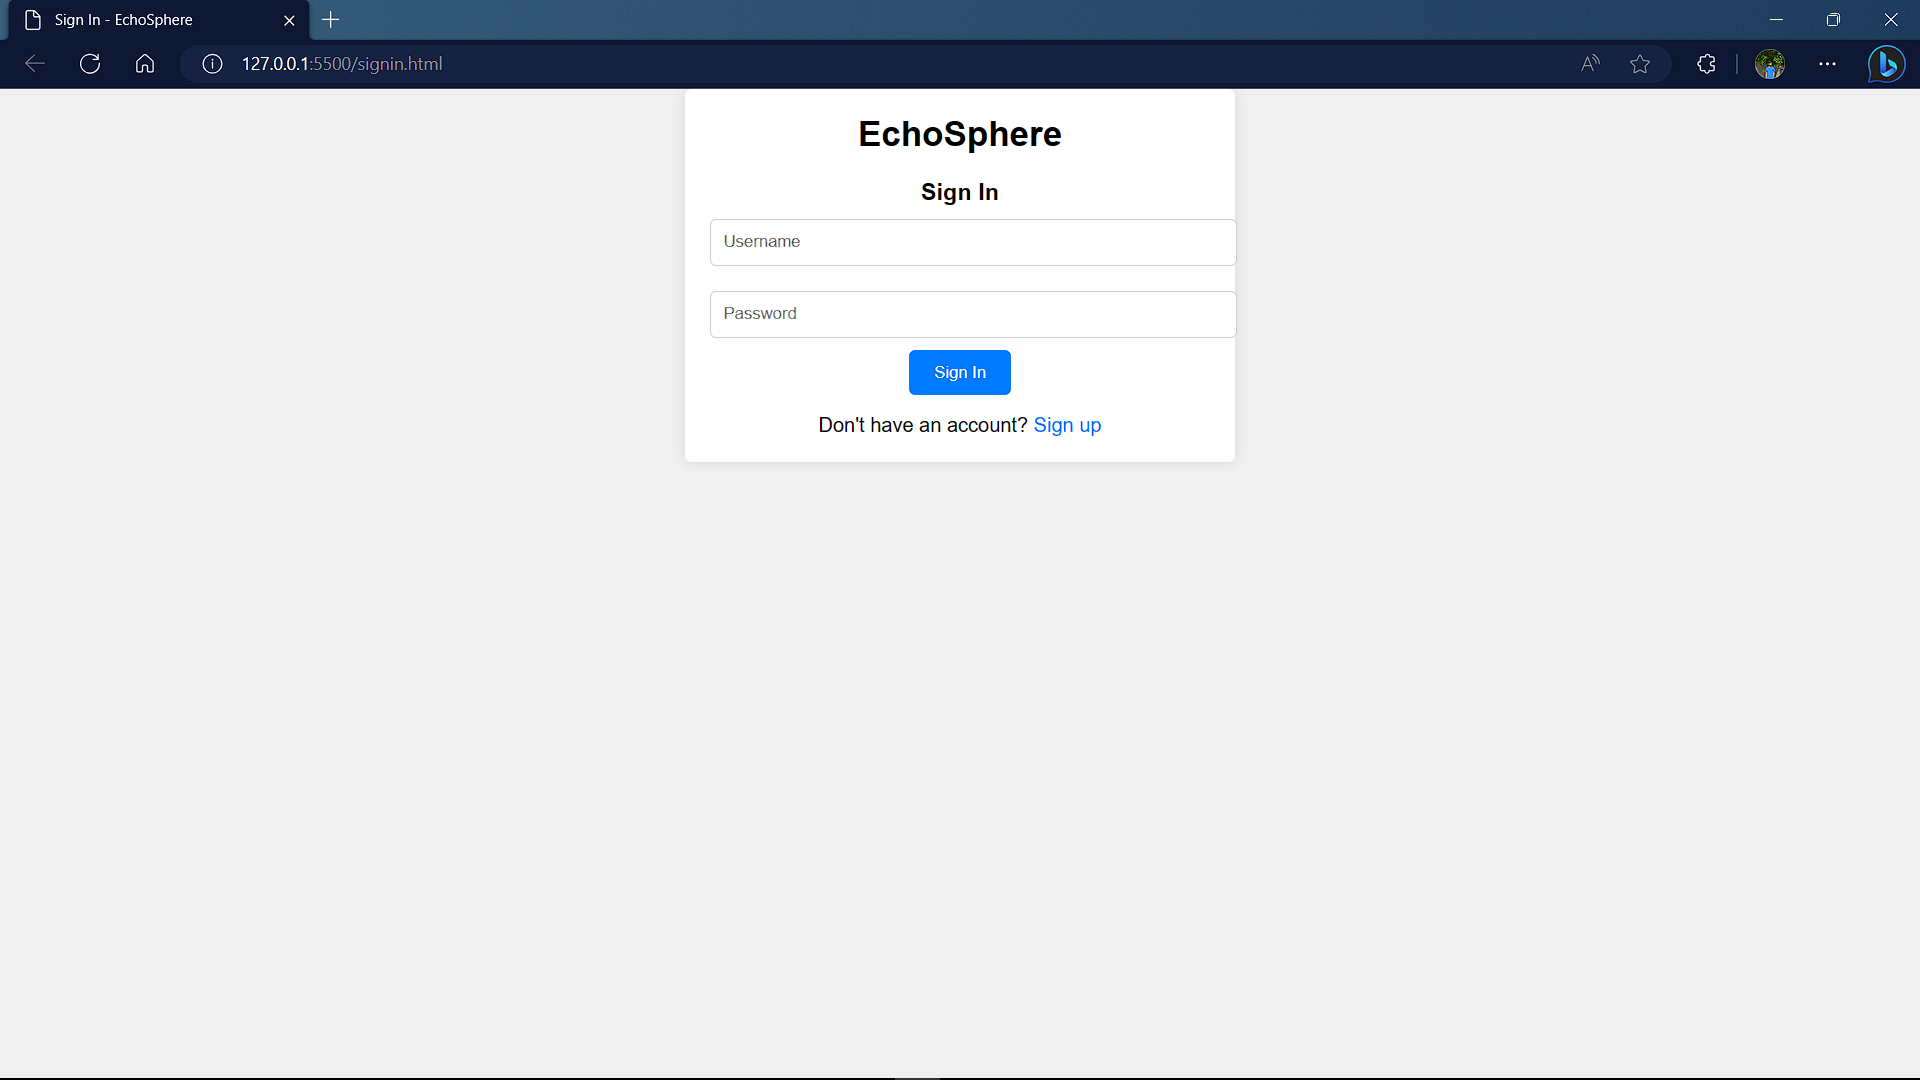 Sign In - EchoSphere
127.0.0.1:5500/signin.html
EchoSphere
Sign In
Username
Password
Sign In
Don't have an account? Sign up